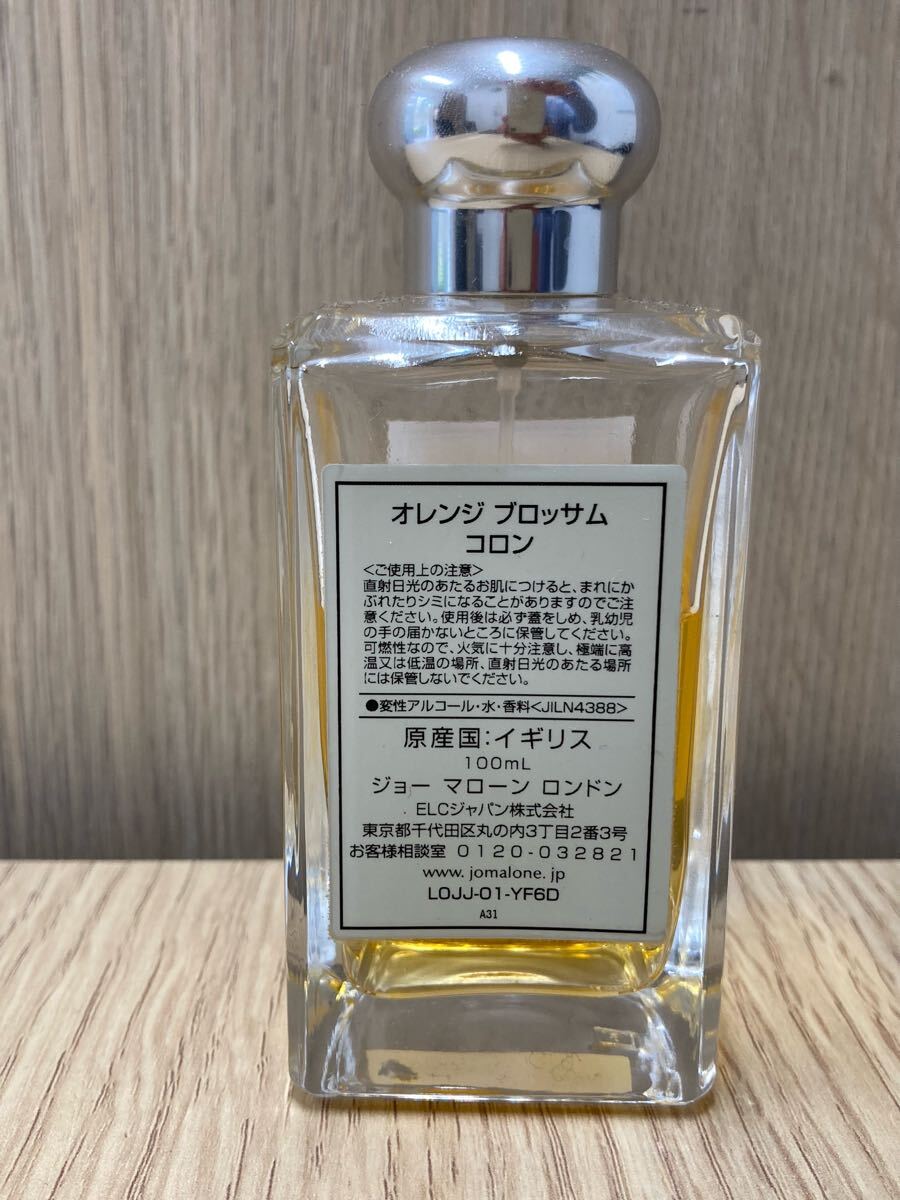 オレンジ ブロッサム
コロン
＜ご使用上の注意＞
直射日光のあたるお肌につけると、まれにか
ぶれたりシミになることがありますのでご注
意ください。使用後は必ず蓋をしめ、乳幼児
の手の届かないところに保管してください。
可燃性なので、火気に十分注意し、極端に高
温又は低温の場所、直射日光のあたる場所
には保管しないでください。
●変性アルコール・水・香料<JILN4388>
原産国：イギリス
100mL
ジョー マローン ロンドン
ELCジャパン株式会社
東京都千代田区丸の内3丁目2番3号
お客様相談室 0120-032821
www.jomalone.jp
LOJJ-01-YF6D
A31